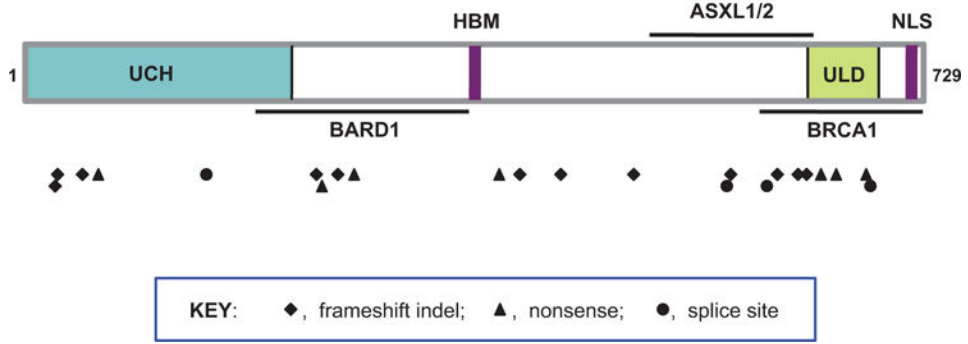 ASXL1/2
HBM
NLS
1
UCH
ULD
729
BARD1
BRCA1
KEY: ◆, frameshift indel; ▲, nonsense; ●, splice site